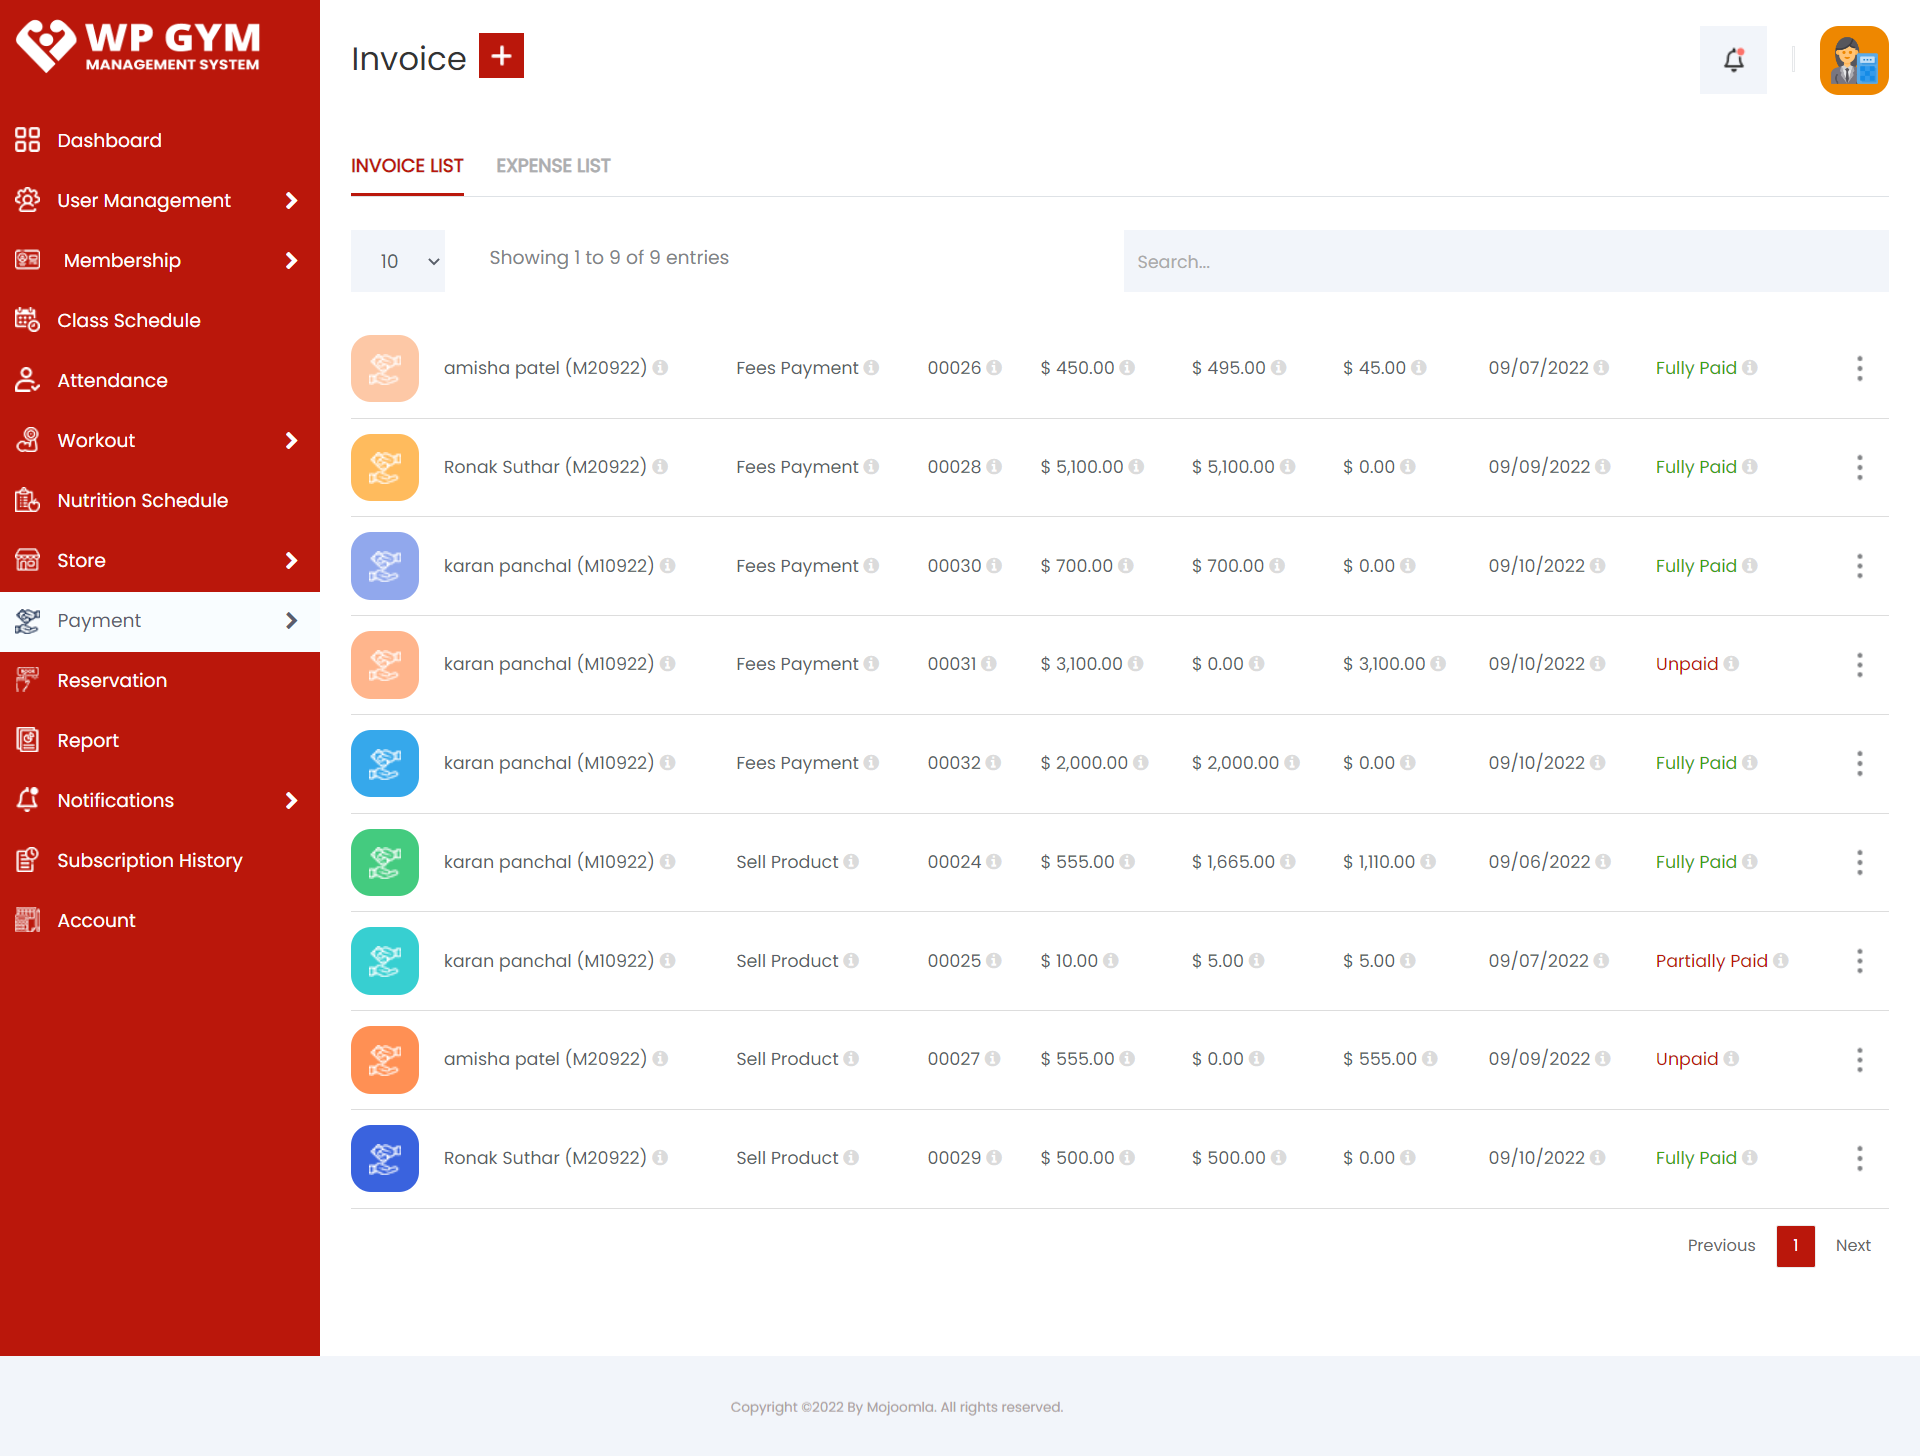 WP GYM
MANAGEMENT SYSTEM
Dashboard
User Management
Membership
Class Schedule
Attendance
Workout
Nutrition Schedule
Store
Payment
Reservation
Report
Notifications
Subscription History
Account
Invoice +
INVOICE LIST EXPENSE LIST
10 Showing 1 to 9 of 9 entries Search...
amisha patel (M20922) Fees Payment 00026 $ 450.00 $ 495.00 $ 45.00 09/07/2022 Fully Paid
Ronak Suthar (M20922) Fees Payment 00028 $ 5,100.00 $ 5,100.00 $ 0.00 09/09/2022 Fully Paid
karan panchal (M10922) Fees Payment 00030 $ 700.00 $ 700.00 $ 0.00 09/10/2022 Fully Paid
karan panchal (M10922) Fees Payment 00031 $ 3,100.00 $ 0.00 $ 3,100.00 09/10/2022 Unpaid
karan panchal (M10922) Fees Payment 00032 $ 2,000.00 $ 2,000.00 $ 0.00 09/10/2022 Fully Paid
karan panchal (M10922) Sell Product 00024 $ 555.00 $ 1,665.00 $ 1,110.00 09/06/2022 Fully Paid
karan panchal (M10922) Sell Product 00025 $ 10.00 $ 5.00 $ 5.00 09/07/2022 Partially Paid
amisha patel (M20922) Sell Product 00027 $ 555.00 $ 0.00 $ 555.00 09/09/2022 Unpaid
Ronak Suthar (M20922) Sell Product 00029 $ 500.00 $ 500.00 $ 0.00 09/10/2022 Fully Paid
Previous 1 Next
Copyright ©2022 By Mojoomla. All rights reserved.